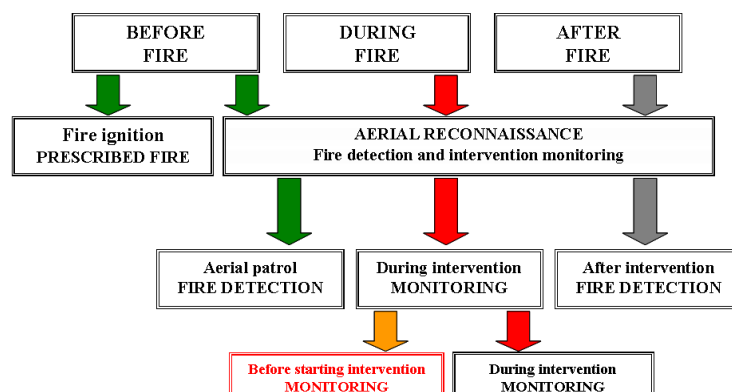 BEFORE
FIRE
DURING
FIRE
AFTER
FIRE
Fire ignition
PRESCRIBED FIRE
AERIAL RECONNAISSANCE
Fire detection and intervention monitoring
Aerial patrol
FIRE DETECTION
During intervention
MONITORING
After intervention
FIRE DETECTION
Before starting intervention
MONITORING
During intervention
MONITORING